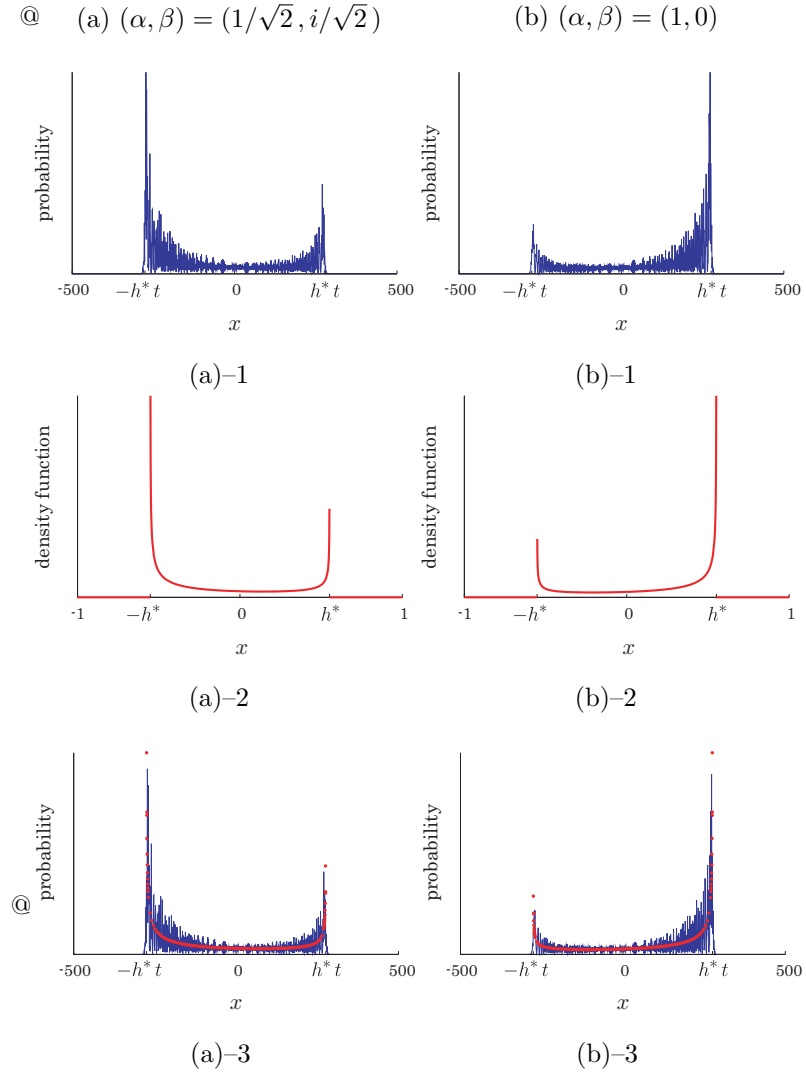 @ (a) (α, β) = (1/√2, i/√2) (b) (α, β) = (1, 0)
probability
-500 −h* t 0 h* t 500
x
(a)–1
probability
-500 −h* t 0 h* t 500
x
(b)–1
density function
-1 −h* 0 h* 1
x
(a)–2
density function
-1 −h* 0 h* 1
x
(b)–2
@
probability
-500 −h* t 0 h* t 500
x
(a)–3
probability
-500 −h* t 0 h* t 500
x
(b)–3